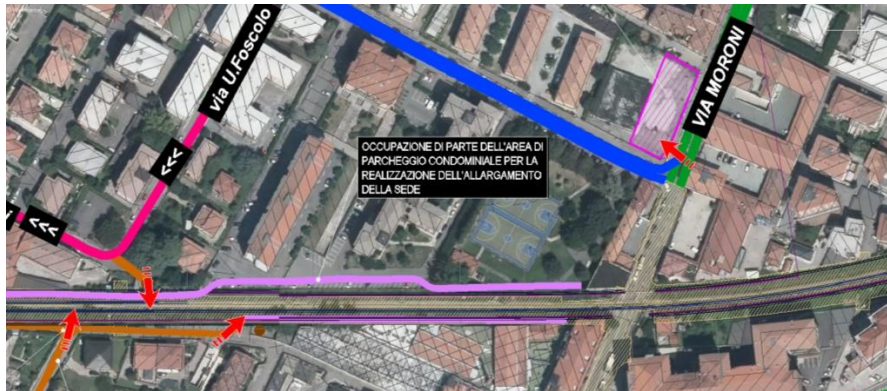 via U.Foscolo
<<<
<<<
i
VIA MORONI
OCCUPAZIONE DI PARTE DELL'AREA DI
PARCHEGGIO CONDOMINIALE PER LA
REALIZZAZIONE DELL'ALLARGAMENTO
DELLA SEDE